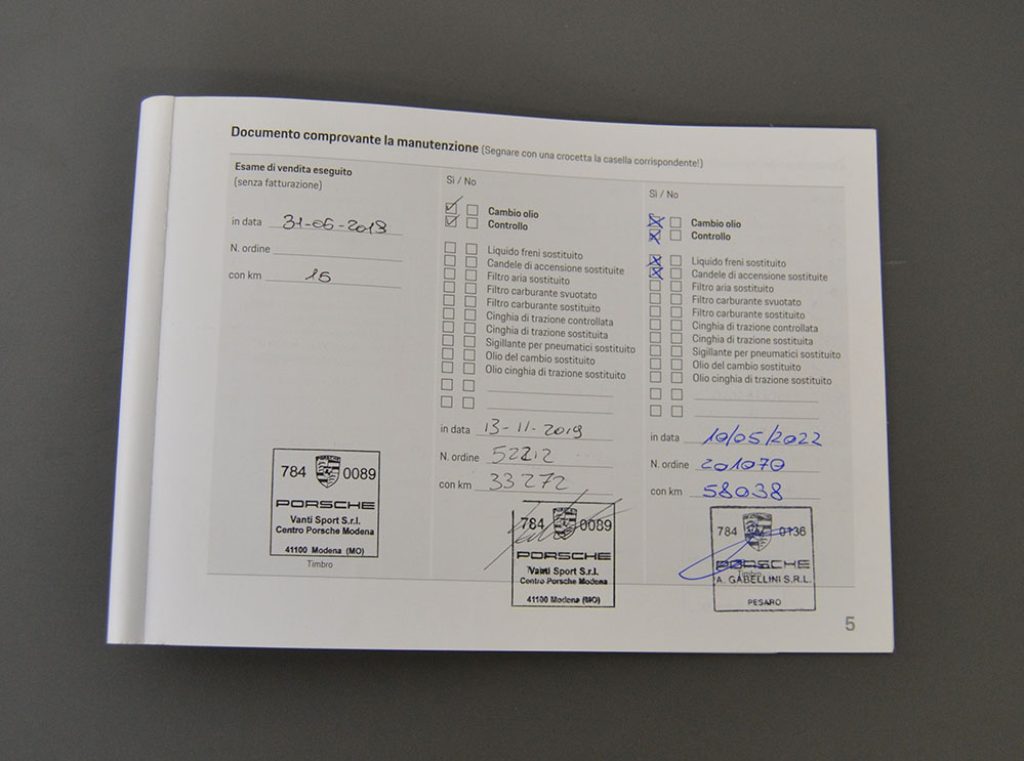 Documento comprovante la manutenzione (Segnare con una crocetta la casella corrispondente!)
Esame di vendita eseguito
(senza fatturazione)
in data 31-06-2018
N. ordine
con km 15
784 PORSCHE 0089
PORSCHE
Vanti Sport S.r.l.
Centro Porsche Modena
41100 Modena (MO)
Timbro
Sì / No
Cambio olio
Controllo
Liquido freni sostituito
Candele di accensione sostituite
Filtro aria sostituito
Filtro carburante svuotato
Filtro carburante sostituito
Cinghia di trazione controllata
Cinghia di trazione sostituita
Sigillante per pneumatici sostituito
Olio del cambio sostituito
Olio cinghia di trazione sostituito
in data 13-11-2019
N. ordine 52212
con km 33272
784 0089
PORSCHE
Vanti Sport S.r.l.
Centro Porsche Modena
41100 Modena (MO)
Sì / No
Cambio olio
Controllo
Liquido freni sostituito
Candele di accensione sostituite
Filtro aria sostituito
Filtro carburante svuotato
Filtro carburante sostituito
Cinghia di trazione controllata
Cinghia di trazione sostituita
Sigillante per pneumatici sostituito
Olio del cambio sostituito
Olio cinghia di trazione sostituito
in data 10/05/2022
N. ordine 201070
con km 58038
784 0136
PORSCHE
Timbro
A. GABELLINI S.R.L.
PESARO
5